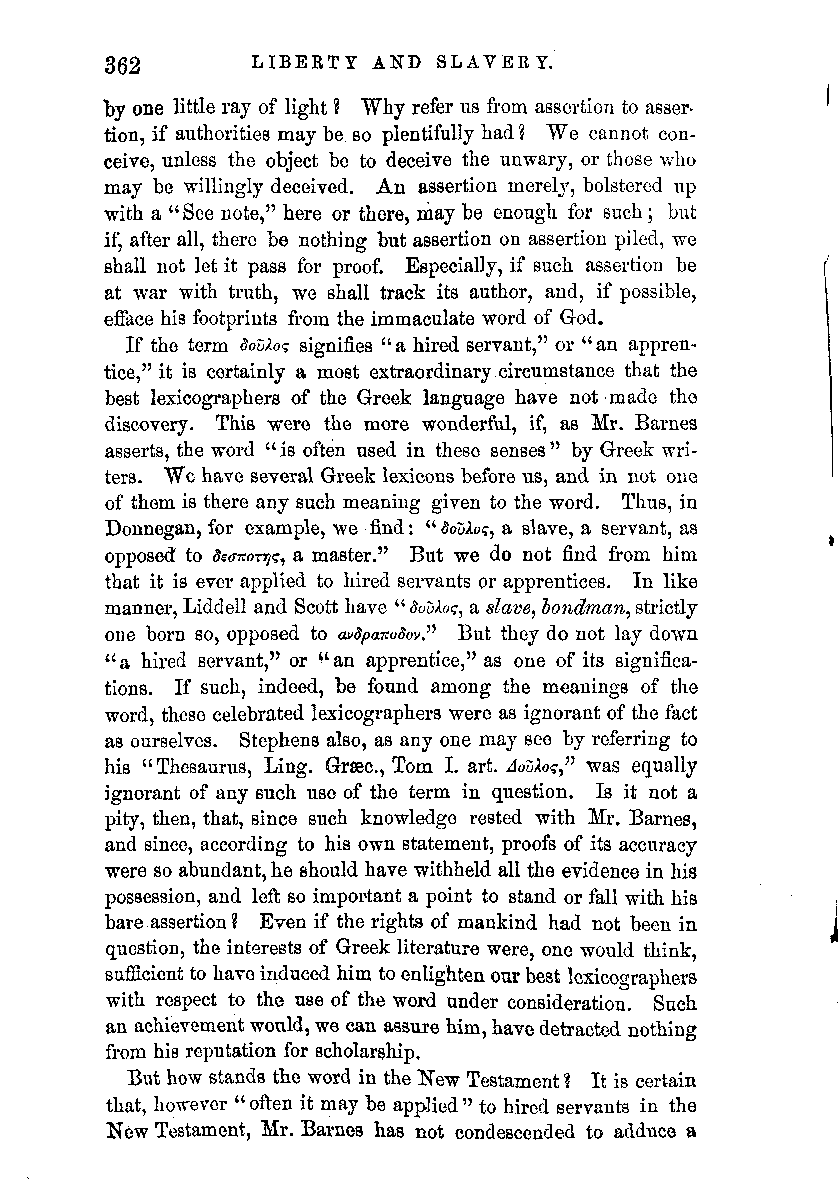 362 LIBERTY AND SLAVERY.
by one little ray of light? Why refer us from assertion to asser-
tion, if authorities may be so plentifully had? We cannot con-
ceive, unless the object be to deceive the unwary, or those who
may be willingly deceived. An assertion merely, bolstered up
with a "See note," here or there, may be enough for such; but
if, after all, there be nothing but assertion on assertion piled, we
shall not let it pass for proof. Especially, if such assertion be
at war with truth, we shall track its author, and, if possible,
efface his footprints from the immaculate word of God.
If the term δοῦλος signifies "a hired servant," or "an appren-
tice," it is certainly a most extraordinary circumstance that the
best lexicographers of the Greek language have not made the
discovery. This were the more wonderful, if, as Mr. Barnes
asserts, the word "is often used in these senses" by Greek wri-
ters. We have several Greek lexicons before us, and in not one
of them is there any such meaning given to the word. Thus, in
Donnegan, for example, we find: "δοῦλος, a slave, a servant, as
opposed to δεσποτης, a master." But we do not find from him
that it is ever applied to hired servants or apprentices. In like
manner, Liddell and Scott have "δοῦλος, a slave, bondman, strictly
one born so, opposed to ανδραποδον." But they do not lay down
"a hired servant," or "an apprentice," as one of its significa-
tions. If such, indeed, be found among the meanings of the
word, these celebrated lexicographers were as ignorant of the fact
as ourselves. Stephens also, as any one may see by referring to
his "Thesaurus, Ling. Græc., Tom I. art. Δοῦλος," was equally
ignorant of any such use of the term in question. Is it not a
pity, then, that, since such knowledge rested with Mr. Barnes,
and since, according to his own statement, proofs of its accuracy
were so abundant, he should have withheld all the evidence in his
possession, and left so important a point to stand or fall with his
bare assertion? Even if the rights of mankind had not been in
question, the interests of Greek literature were, one would think,
sufficient to have induced him to enlighten our best lexicographers
with respect to the use of the word under consideration. Such
an achievement would, we can assure him, have detracted nothing
from his reputation for scholarship.
But how stands the word in the New Testament? It is certain
that, however "often it may be applied" to hired servants in the
New Testament, Mr. Barnes has not condescended to adduce a